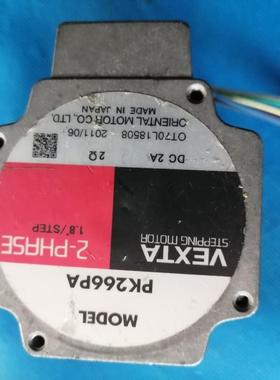 MODEL
PK266PA
VEXTA
STEPPING MOTOR
2-PHASE
1.8°/STEP
DC 2A 2Ω
OT70L18508 2011/06
ORIENTAL MOTOR CO.,LTD.
MADE IN JAPAN